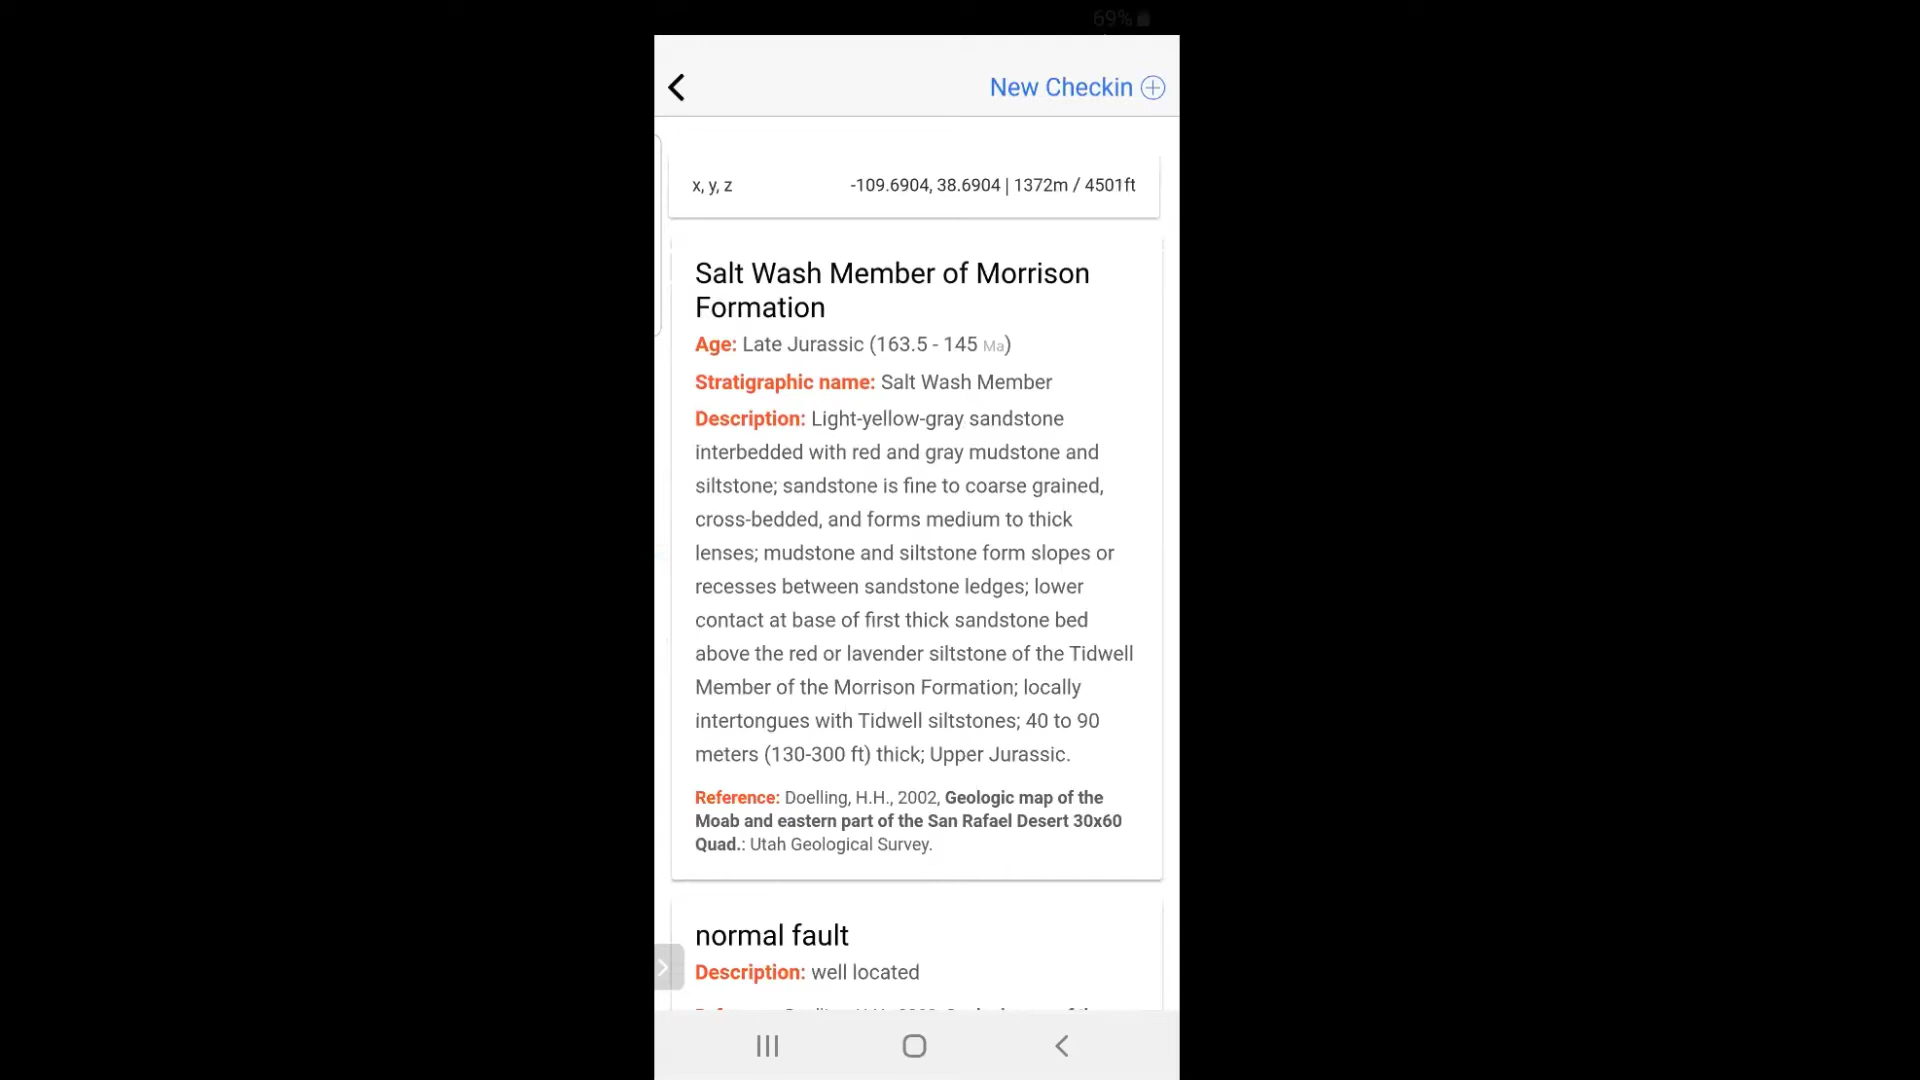 69%
New Checkin
x, y, z
-109.6904, 38.6904 | 1372m / 4501ft
Salt Wash Member of Morrison
Formation
Age: Late Jurassic (163.5 - 145 Ma)
Stratigraphic name: Salt Wash Member
Description: Light-yellow-gray sandstone
interbedded with red and gray mudstone and
siltstone; sandstone is fine to coarse grained,
cross-bedded, and forms medium to thick
lenses; mudstone and siltstone form slopes or
recesses between sandstone ledges; lower
contact at base of first thick sandstone bed
above the red or lavender siltstone of the Tidwell
Member of the Morrison Formation; locally
intertongues with Tidwell siltstones; 40 to 90
meters (130-300 ft) thick; Upper Jurassic.
Reference: Doelling, H.H., 2002, Geologic map of the
Moab and eastern part of the San Rafael Desert 30x60
Quad.: Utah Geological Survey.
normal fault
Description: well located